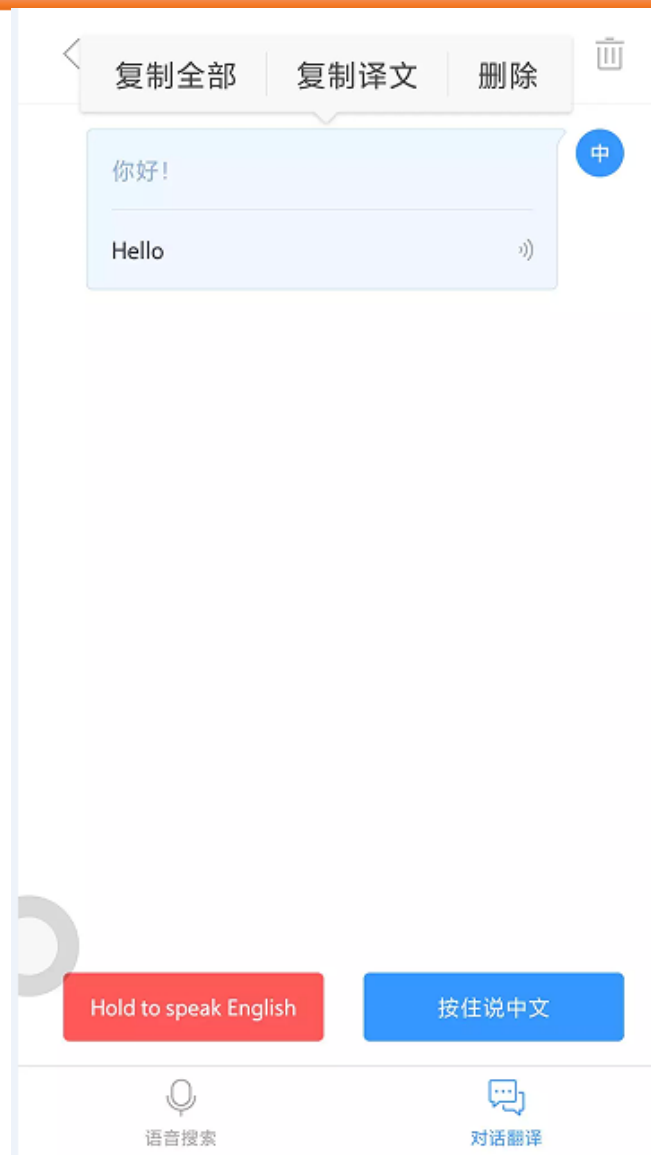 复制全部 复制译文 删除
中
你好！
Hello
Hold to speak English 按住说中文
语音搜索 对话翻译